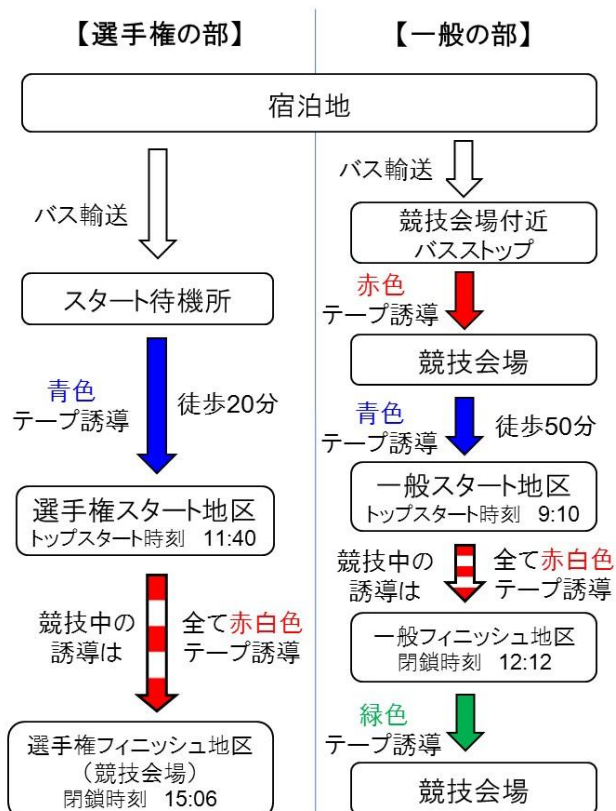 【選手権の部】
【一般の部】
宿泊地
バス輸送
スタート待機所
青色
テープ誘導
徒歩20分
選手権スタート地区
トップスタート時刻 11:40
競技中の
誘導は
全て赤白色
テープ誘導
選手権フィニッシュ地区
(競技会場)
閉鎖時刻 15:06
バス輸送
競技会場付近
バスストップ
赤色
テープ誘導
競技会場
青色
テープ誘導
徒歩50分
一般スタート地区
トップスタート時刻 9:10
競技中の
誘導は
全て赤白色
テープ誘導
一般フィニッシュ地区
閉鎖時刻 12:12
緑色
テープ誘導
競技会場